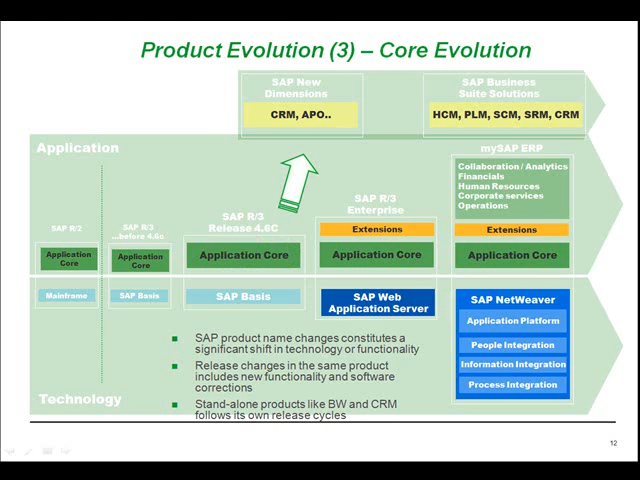 Product Evolution (3) – Core Evolution
SAP New
Dimensions
CRM, APO..
SAP Business
Suite Solutions
HCM, PLM, SCM, SRM, CRM
Application
mySAP ERP
Collaboration / Analytics
Financials
Human Resources
Corporate services
Operations
SAP R/2
SAP R/3
...before 4.6c
SAP R/3
Release 4.6C
SAP R/3
Enterprise
Extensions
Extensions
Application
Core
Application
Core
Application Core
Application Core
Application Core
Mainframe
SAP Basis
SAP Basis
SAP Web
Application Server
SAP NetWeaver
Application Platform
People Integration
Information Integration
Process Integration
SAP product name changes constitutes a
significant shift in technology or functionality
Release changes in the same product
includes new functionality and software
corrections
Stand-alone products like BW and CRM
follows its own release cycles
Technology
12